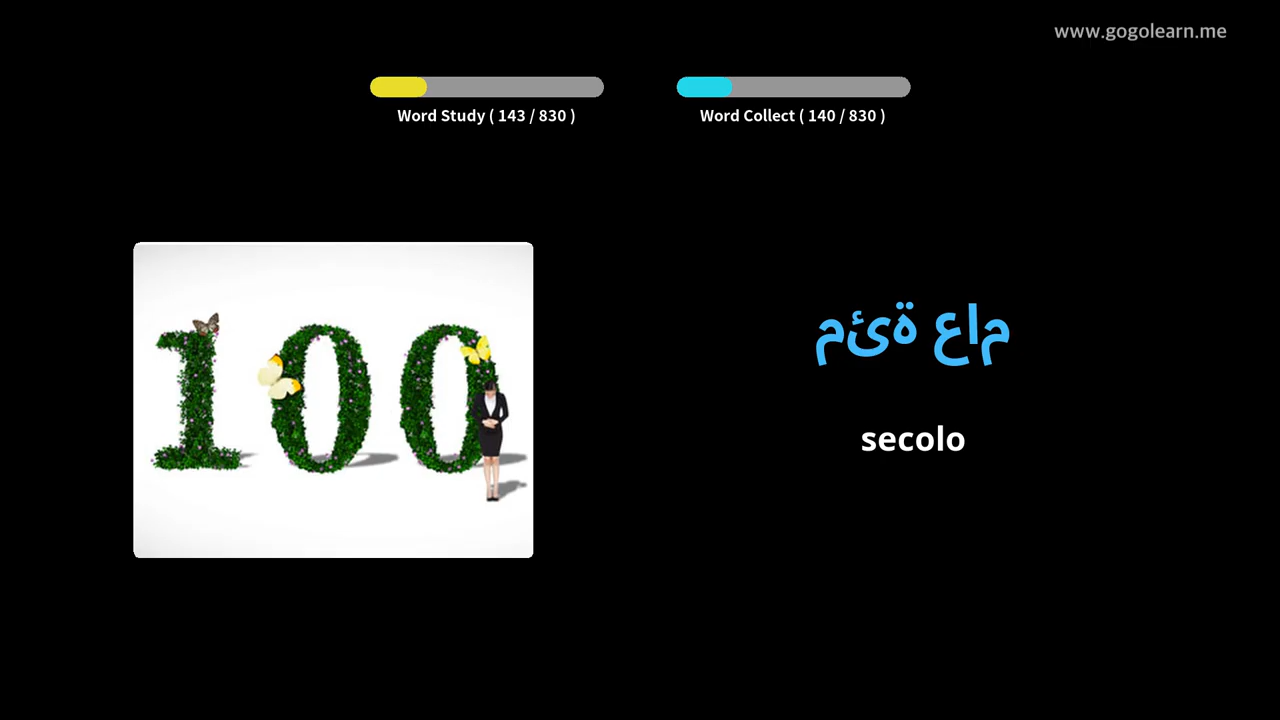 www.gogolearn.me
Word Study ( 143 / 830 )
Word Collect ( 140 / 830 )
100
مئة عام
secolo